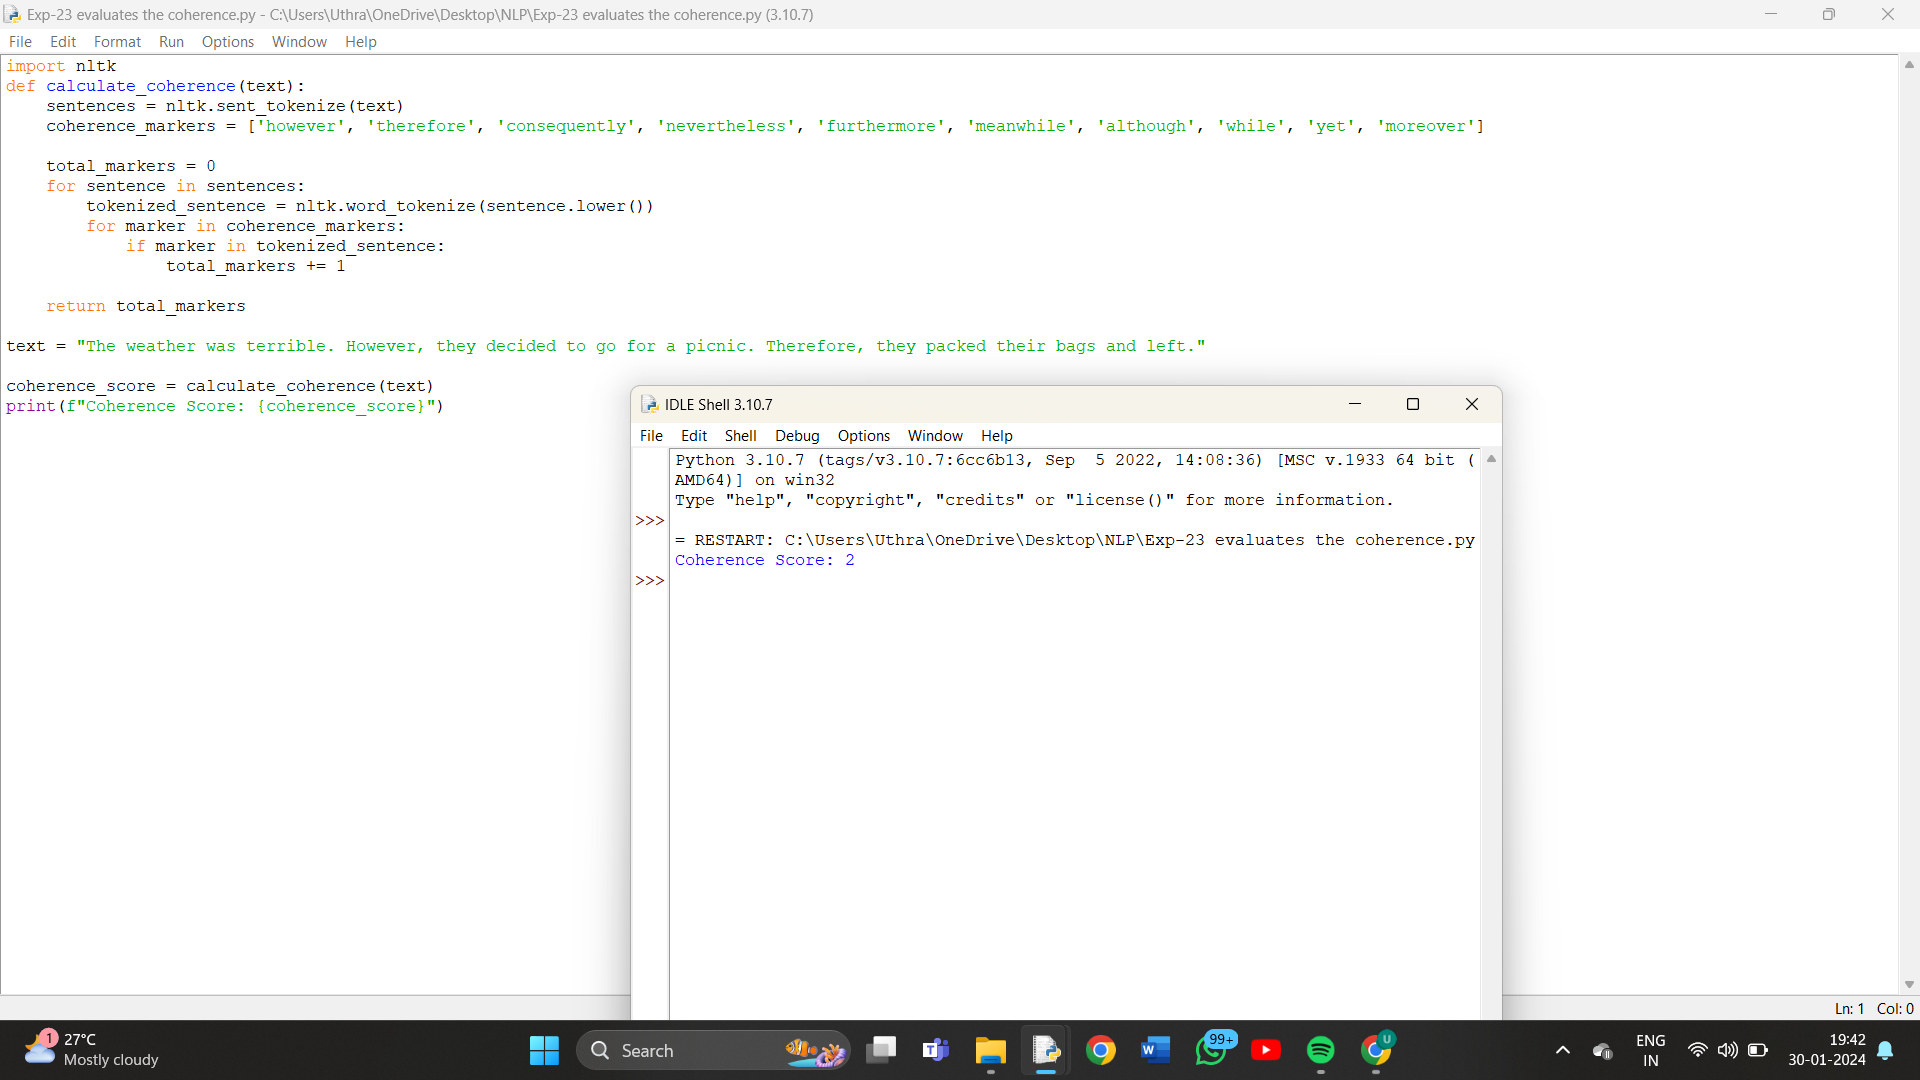 Exp-23 evaluates the coherence.py - C:\Users\Uthra\OneDrive\Desktop\NLP\Exp-23 evaluates the coherence.py (3.10.7)
File Edit Format Run Options Window Help
import nltk
def calculate_coherence(text):
    sentences = nltk.sent_tokenize(text)
    coherence_markers = ['however', 'therefore', 'consequently', 'nevertheless', 'furthermore', 'meanwhile', 'although', 'while', 'yet', 'moreover']
    total_markers = 0
    for sentence in sentences:
        tokenized_sentence = nltk.word_tokenize(sentence.lower())
        for marker in coherence_markers:
            if marker in tokenized_sentence:
                total_markers += 1
    return total_markers
text = "The weather was terrible. However, they decided to go for a picnic. Therefore, they packed their bags and left."
coherence_score = calculate_coherence(text)
print(f"Coherence Score: {coherence_score}")
IDLE Shell 3.10.7
File Edit Shell Debug Options Window Help
Python 3.10.7 (tags/v3.10.7:6cc6b13, Sep  5 2022, 14:08:36) [MSC v.1933 64 bit (
AMD64)] on win32
Type "help", "copyright", "credits" or "license()" for more information.
>>>
= RESTART: C:\Users\Uthra\OneDrive\Desktop\NLP\Exp-23 evaluates the coherence.py
Coherence Score: 2
>>>
Ln: 1 Col: 0
1
27°C
Mostly cloudy
Search
99+
U
ENG
IN
19:42
30-01-2024